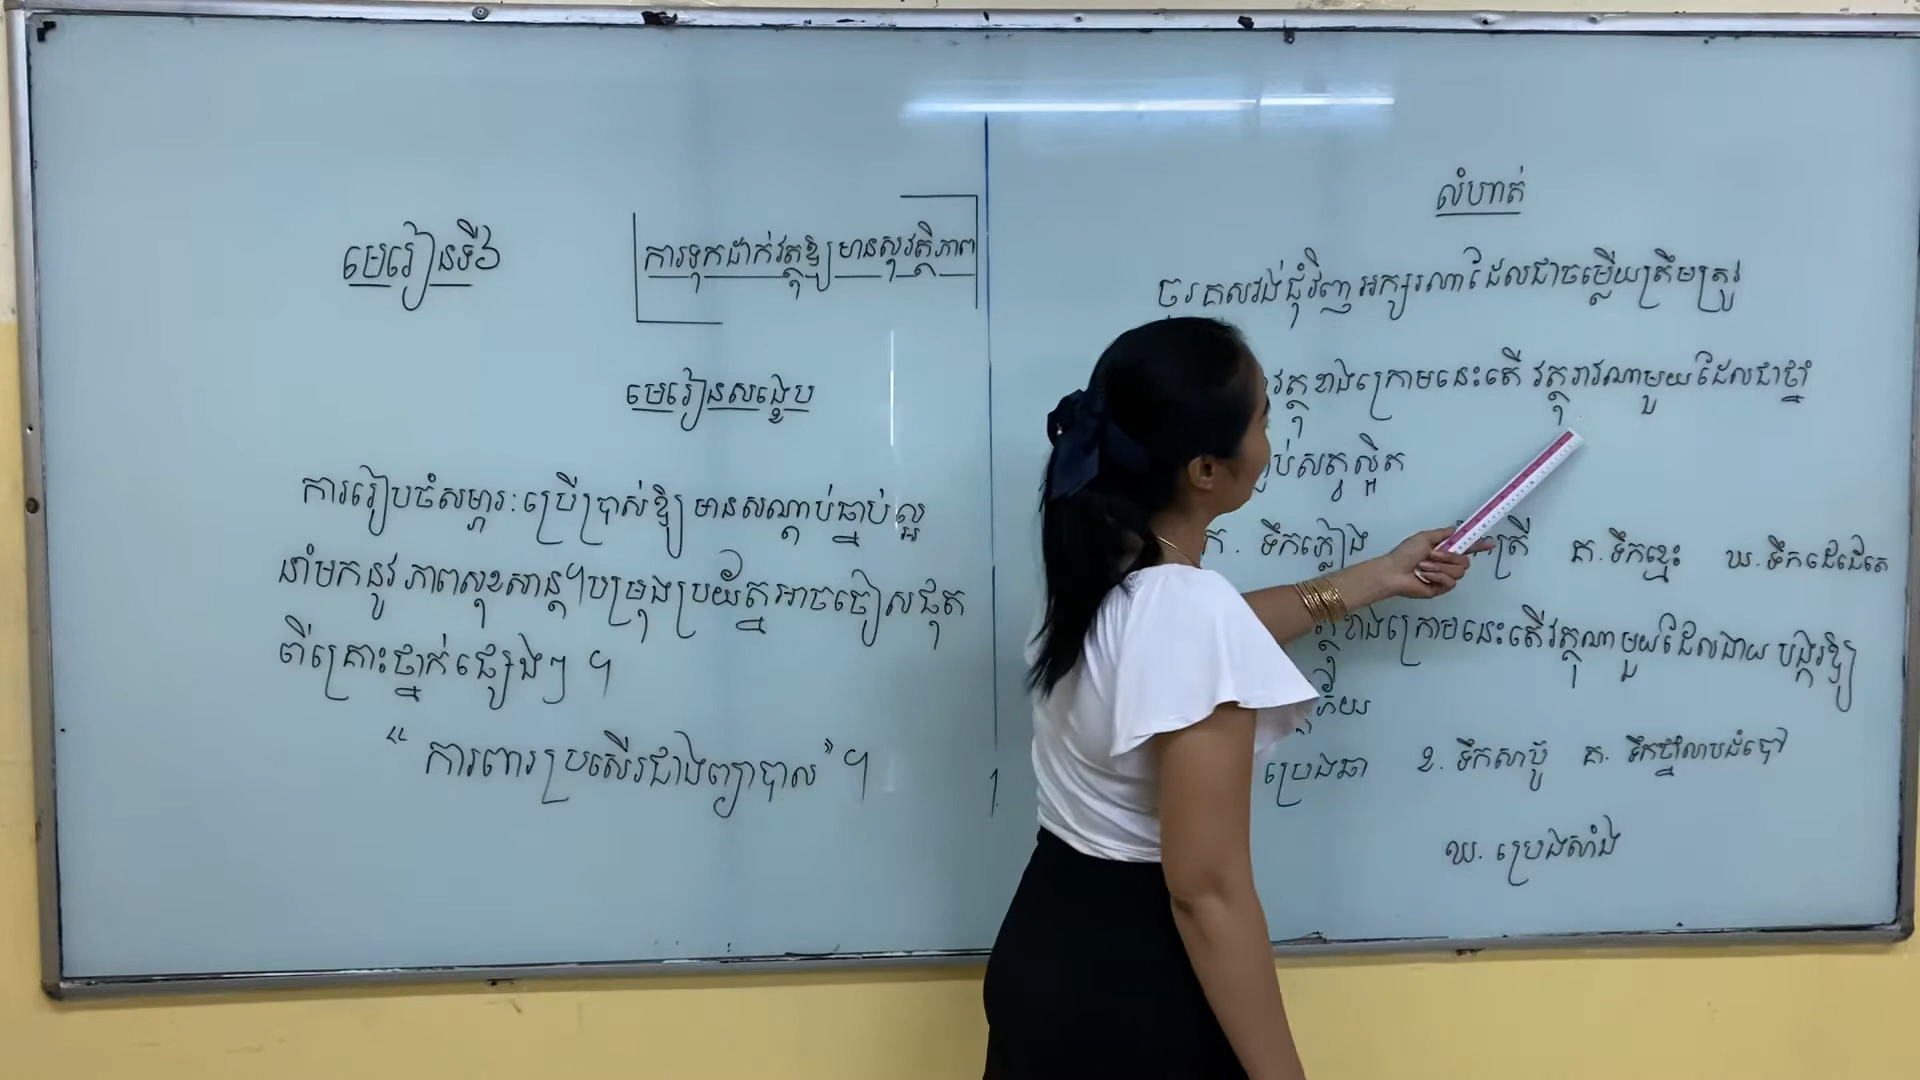 មេរៀនទី៦
ការទុកដាក់វត្ថុឱ្យមានសុវត្ថិភាព
មេរៀនសង្ខេប
ការរៀបចំសម្ភារៈប្រើប្រាស់ឱ្យមានសណ្តាប់ធ្នាប់ល្អ
នាំមកនូវភាពសុខសាន្ត។បម្រុងប្រយ័ត្នអាចចៀសផុត
ពីគ្រោះថ្នាក់ផ្សេងៗ ។
“ ការពារប្រសើរជាងព្យាបាល” ។
លំហាត់
ចូរគូសរង់ជុំវិញអក្សរណាដែលជាចម្លើយត្រឹមត្រូវ
វត្ថុខាងក្រោមនេះតើ វត្ថុរាវណាមួយដែលជាថ្នាំ
សត្វល្អិត
ក. ទឹកភ្លៀង ត្រី គ.ទឹកខ្មេះ ឃ.ទឹកដេដេតេ
ខាងក្រោមនេះតើវត្ថុណាមួយដែលងាយ បង្កឱ្យ
ភ័យ
ប្រេងឆា ខ. ទឹកសាប៊ូ គ. ទឹកថ្នាំលាបដំបៅ
ឃ. ប្រេងសាំង